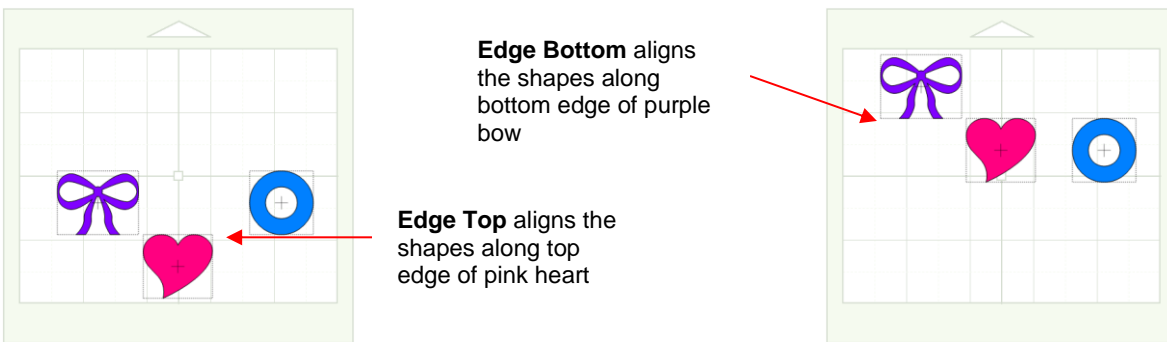 Edge Bottom aligns
the shapes along
bottom edge of purple
bow
Edge Top aligns the
shapes along top
edge of pink heart